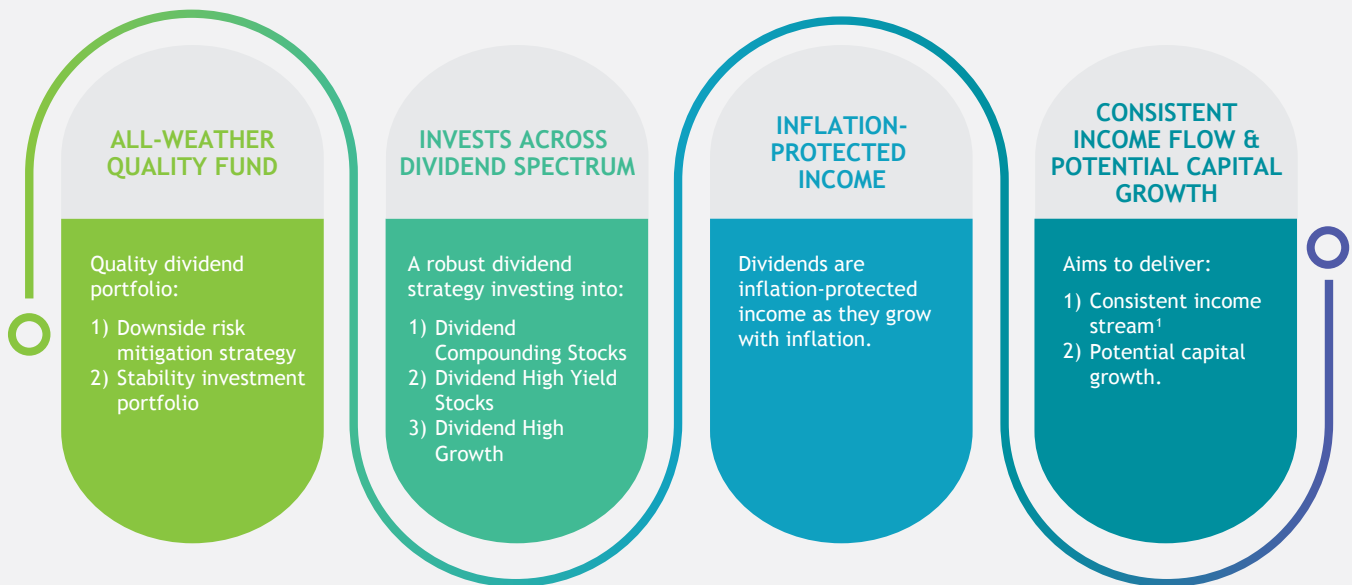 ALL-WEATHER
QUALITY FUND
Quality dividend
portfolio:
1) Downside risk
mitigation strategy
2) Stability investment
portfolio
INVESTS ACROSS
DIVIDEND SPECTRUM
A robust dividend
strategy investing into:
1) Dividend
Compounding Stocks
2) Dividend High Yield
Stocks
3) Dividend High
Growth
INFLATION-
PROTECTED
INCOME
Dividends are
inflation-protected
income as they grow
with inflation.
CONSISTENT
INCOME FLOW &
POTENTIAL CAPITAL
GROWTH
Aims to deliver:
1) Consistent income
stream¹
2) Potential capital
growth.